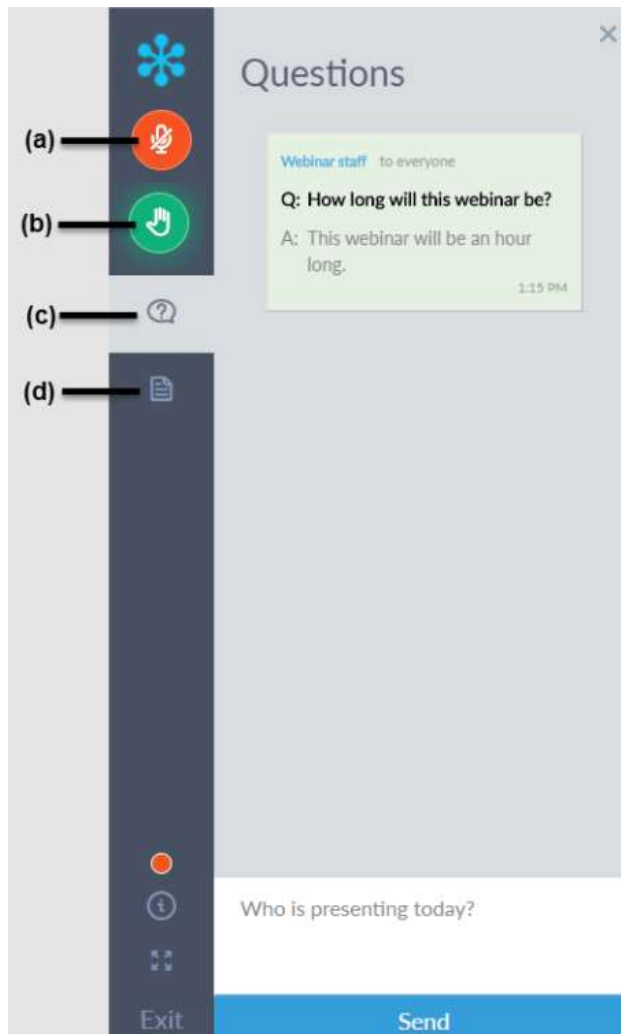 Questions
(a)
Webinar staff to everyone
Q: How long will this webinar be?
(b)
A: This webinar will be an hour
long.
1:15 PM
(c)
(d)
Who is presenting today?
Exit
Send